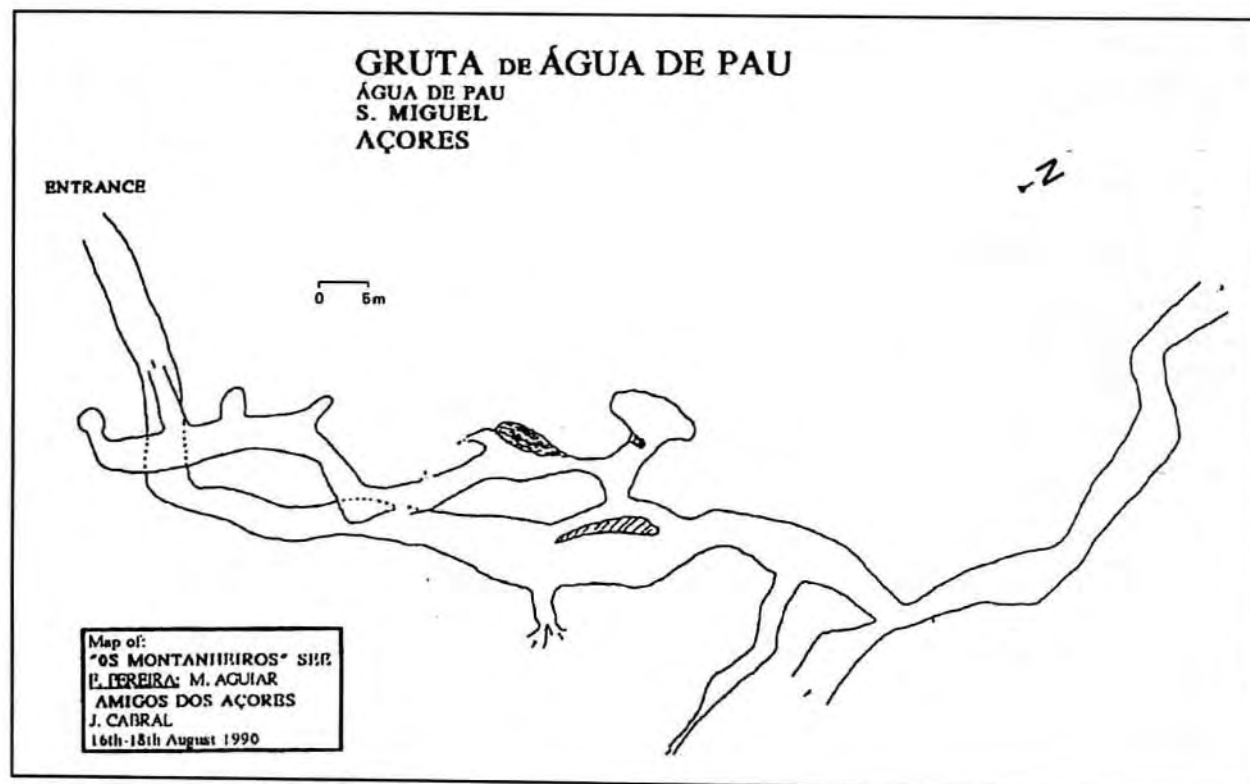 GRUTA DE ÁGUA DE PAU
ÁGUA DE PAU
S. MIGUEL
AÇORES
ENTRANCE
N
0 5m
Map of:
"OS MONTANHEIROS"
PEREIRA: M. AGUIAR
AMIGOS DOS AÇORES
J. CABRAL
16th-18th August 1990